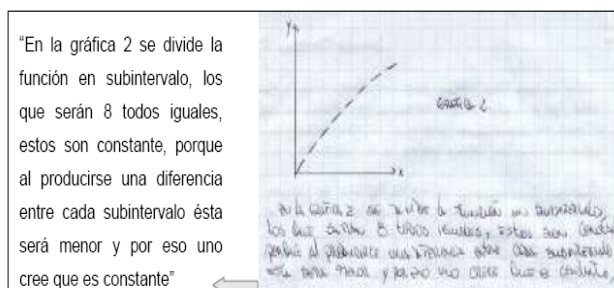 “En la gráfica 2 se divide la
función en subintervalo, los
que serán 8 todos iguales,
estos son constante, porque
al producirse una diferencia
entre cada subintervalo ésta
será menor y por eso uno
cree que es constante”
y
x
GRÁFICA 2
En la gráfica 2 se divide la función en subintervalo,
los que serán 8 todos iguales, estos son
porque al producirse una diferencia entre cada subintervalo
esta será menor y por eso uno cree que es constante.